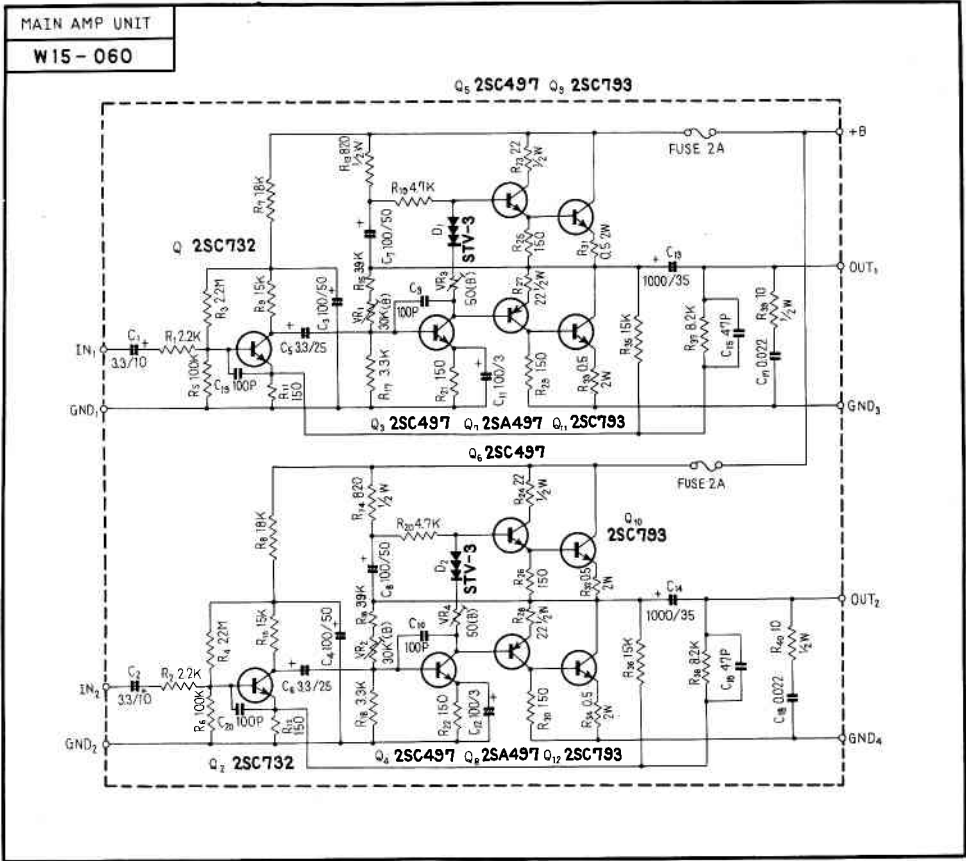 MAIN AMP UNIT
W15-060
Q₅ 2SC497 Q₉ 2SC793
+B
FUSE 2A
R₁₃ 820
½W
R₂₃ 22
½W
R₇ 18K
R₁₉ 4.7K
D₁
STV-3
C₇ 100/50
R₂₅
150
R₃₁
0.5 2W
Q 2SC732
C₁₃
1000/35
OUT₁
R₃ 2.2M
R₉ 15K
C₃ 100/50
R₁₅ 39K
VR₁
30K(B)
C₉
100P
VR₃
50(B)
R₂₇
22 ½W
R₃₅ 15K
R₃₇ 8.2K
C₁₅ 47P
R₃₉ 10
½W
C₁₇ 0.022
IN₁
C₁
3.3/10
R₁ 2.2K
C₅ 3.3/25
R₅ 100K
C₁₉
100P
R₁₁
150
R₁₇ 3.3K
R₂₁ 150
C₁₁ 100/3
R₂₉ 150
R₃₃ 0.5
2W
GND₁
GND₃
Q₃ 2SC497 Q₇ 2SA497 Q₁₁ 2SC793
Q₆ 2SC497
FUSE 2A
R₁₄ 820
½W
R₂₄ 22
½W
R₈ 18K
R₂₀ 4.7K
D₂
STV-3
Q₁₀
2SC793
C₈ 100/50
R₂₆
150
R₃₂ 0.5
2W
C₁₄
1000/35
OUT₂
R₄ 22M
R₁₀ 15K
C₄ 100/50
R₁₆ 39K
VR₂
30K(B)
C₁₀
100P
VR₄
50(B)
R₂₈
22 ½W
R₃₆ 15K
R₃₈ 8.2K
C₁₆ 47P
R₄₀ 10
½W
C₁₈ 0.022
IN₂
C₂
3.3/10
R₂ 2.2K
C₆ 3.3/25
R₆ 100K
C₂₀ 100P
R₁₂
150
R₁₈ 3.3K
R₂₂ 150
C₁₂ 100/3
R₃₀ 150
R₃₄ 0.5
2W
GND₂
GND₄
Q₂ 2SC732
Q₄ 2SC497 Q₈ 2SA497 Q₁₂ 2SC793